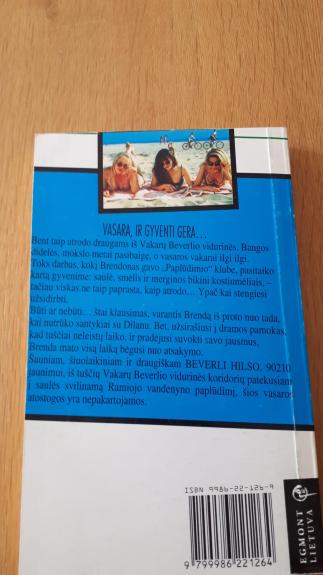 VASARA, IR GYVENTI GERA...
Bent taip atrodo draugams iš Vakarų Beverlio vidurinės. Bangos
didelės, mokslo metai pasibaigė, o vasaros vakarai ilgi ilgi.
Toks darbas, kokį Brendonas gavo „Paplūdimio” klube, pasitaiko
kartą gyvenime: saulė, smėlis ir merginos bikini kostiumėliais, –
tačiau viskas ne taip paprasta, kaip atrodo... Ypač kai stengiesi
užsidirbti.
Būti ar nebūti... štai klausimas, varantis Brendą iš proto nuo tada,
kai nutrūko santykiai su Dilanu. Bet, užsirašiusi į dramos pamokas,
kad tuščiai neleistų laiko, ir pradėjusi suvokti savo jausmus,
Brenda mato visą laiką bėgusi nuo atsakymo.
Šauniam, šiuolaikiniam ir draugiškam BEVERLI HILSO, 90210,
jaunimui, iš tuščių Vakarų Beverlio vidurinės koridorių patekusiam
į saulės svilinamą Ramiojo vandenyno paplūdimį, šios vasaros
atostogos yra nepakartojamos.
ISBN 9986-22-126-9
9 799986 221264
EGMONT
LIETUVA